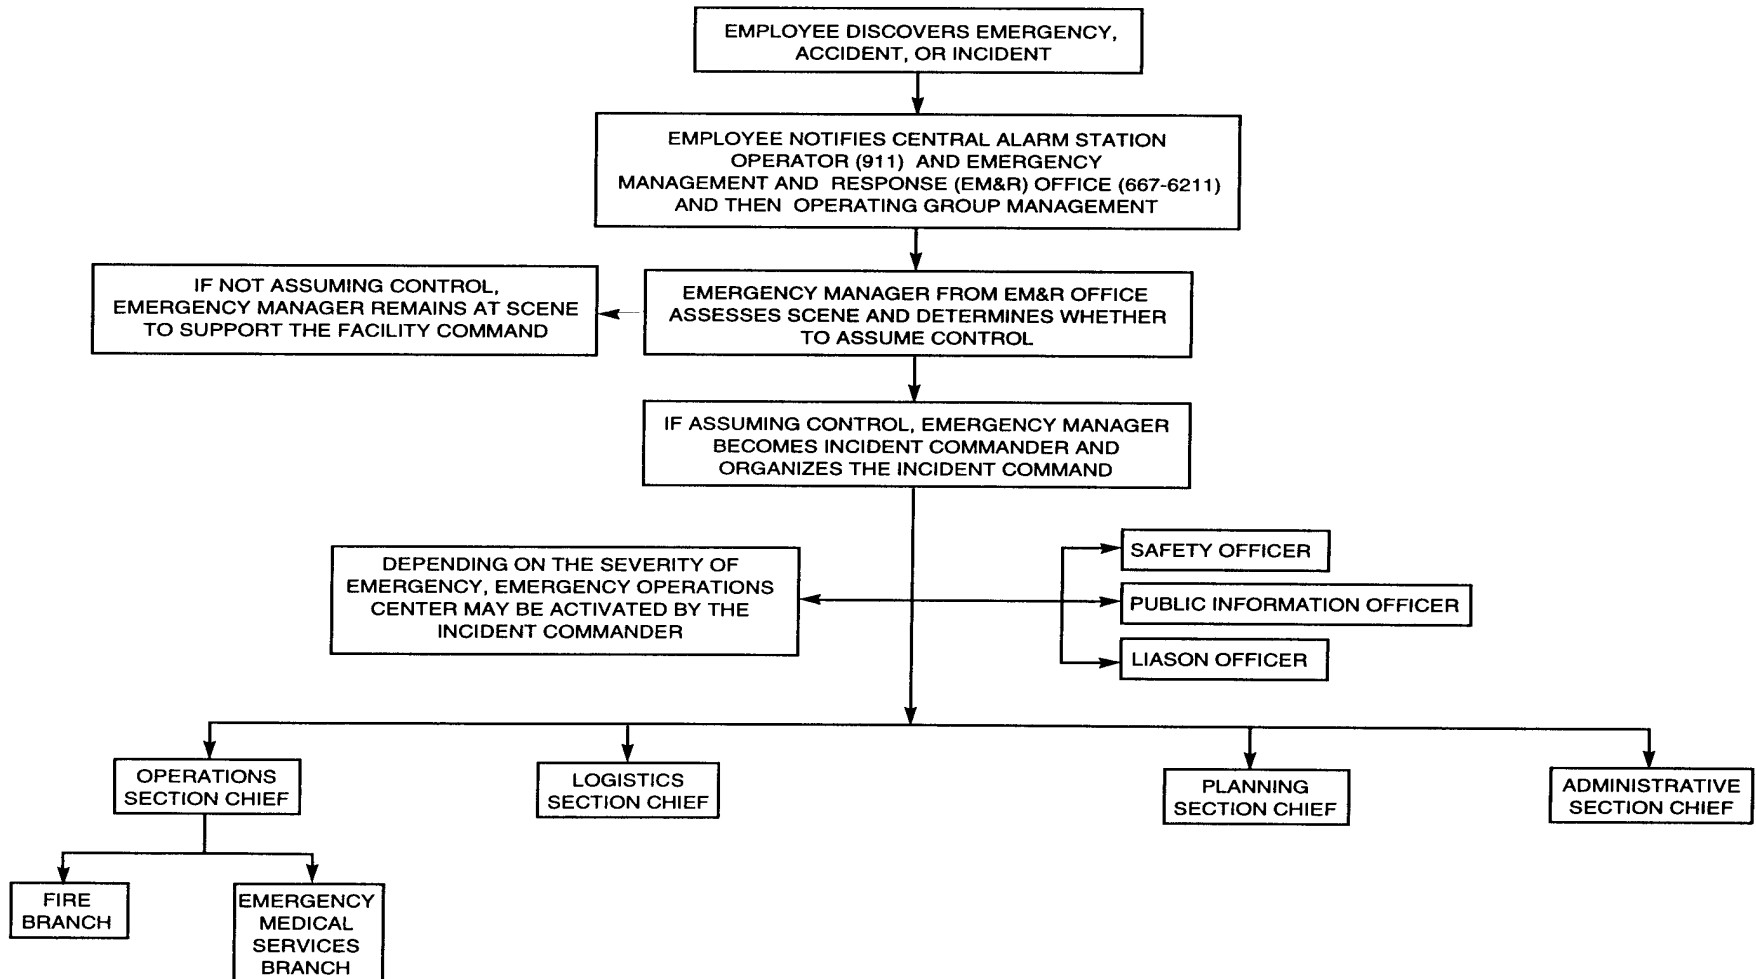 EMPLOYEE DISCOVERS EMERGENCY,
ACCIDENT, OR INCIDENT
EMPLOYEE NOTIFIES CENTRAL ALARM STATION
OPERATOR (911) AND EMERGENCY
MANAGEMENT AND RESPONSE (EM&R) OFFICE (667-6211)
AND THEN OPERATING GROUP MANAGEMENT
IF NOT ASSUMING CONTROL,
EMERGENCY MANAGER REMAINS AT SCENE
TO SUPPORT THE FACILITY COMMAND
EMERGENCY MANAGER FROM EM&R OFFICE
ASSESSES SCENE AND DETERMINES WHETHER
TO ASSUME CONTROL
IF ASSUMING CONTROL, EMERGENCY MANAGER
BECOMES INCIDENT COMMANDER AND
ORGANIZES THE INCIDENT COMMAND
DEPENDING ON THE SEVERITY OF
EMERGENCY, EMERGENCY OPERATIONS
CENTER MAY BE ACTIVATED BY THE
INCIDENT COMMANDER
SAFETY OFFICER
PUBLIC INFORMATION OFFICER
LIASON OFFICER
OPERATIONS
SECTION CHIEF
LOGISTICS
SECTION CHIEF
PLANNING
SECTION CHIEF
ADMINISTRATIVE
SECTION CHIEF
FIRE
BRANCH
EMERGENCY
MEDICAL
SERVICES
BRANCH